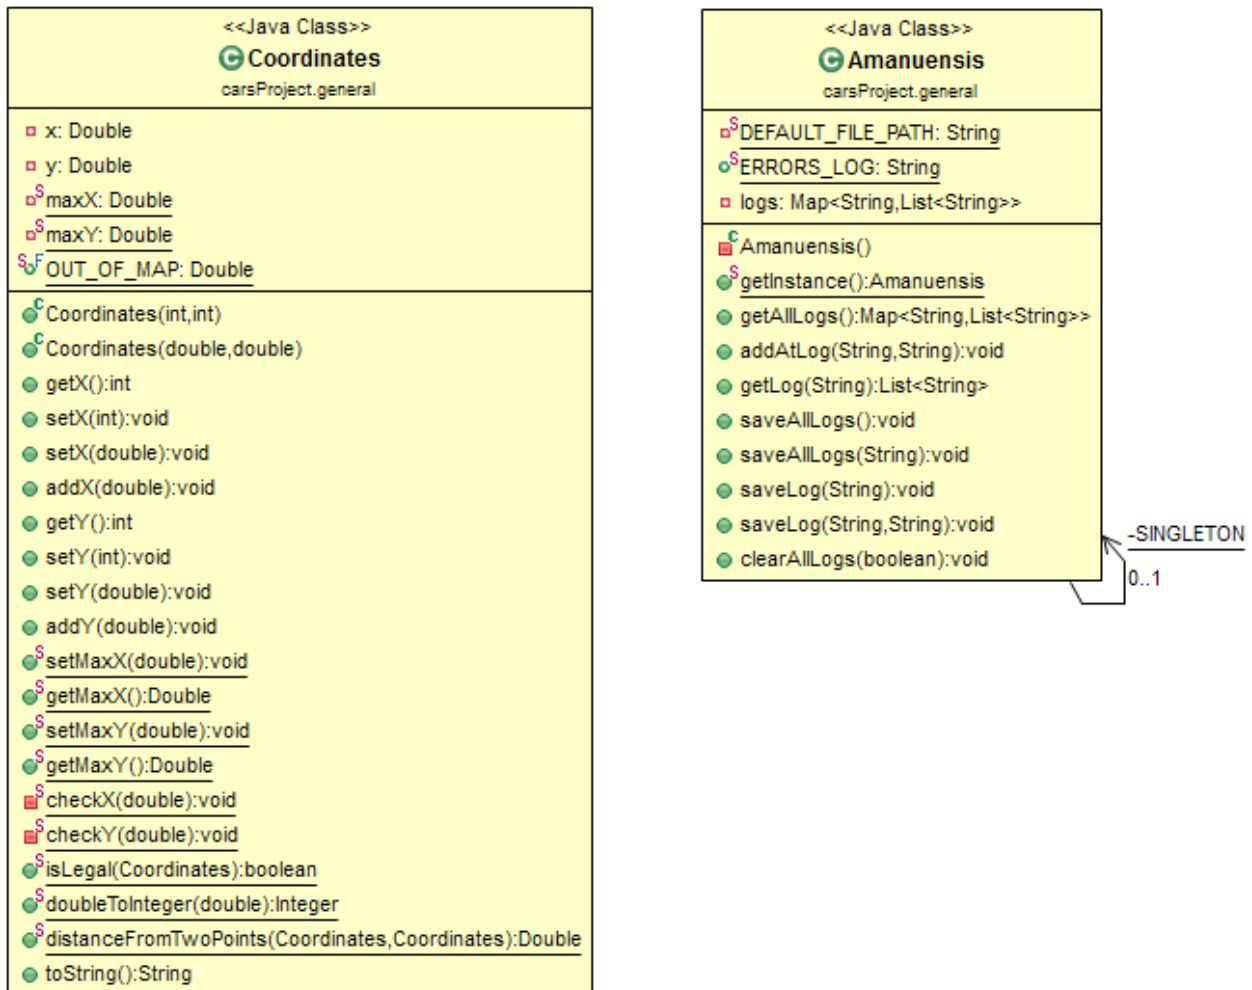 <<Java Class>>
Coordinates
carsProject.general
x: Double
y: Double
S maxX: Double
S maxY: Double
S F OUT_OF_MAP: Double
C Coordinates(int,int)
C Coordinates(double,double)
getX():int
setX(int):void
setX(double):void
addX(double):void
getY():int
setY(int):void
setY(double):void
addY(double):void
S setMaxX(double):void
S getMaxX():Double
S setMaxY(double):void
S getMaxY():Double
S checkX(double):void
S checkY(double):void
S isLegal(Coordinates):boolean
S doubleToInteger(double):Integer
S distanceFromTwoPoints(Coordinates,Coordinates):Double
toString():String
<<Java Class>>
Amanuensis
carsProject.general
S DEFAULT_FILE_PATH: String
S ERRORS_LOG: String
logs: Map<String,List<String>>
C Amanuensis()
S getInstance():Amanuensis
getAllLogs():Map<String,List<String>>
addAtLog(String,String):void
getLog(String):List<String>
saveAllLogs():void
saveAllLogs(String):void
saveLog(String):void
saveLog(String,String):void
clearAllLogs(boolean):void
-SINGLETON
0..1